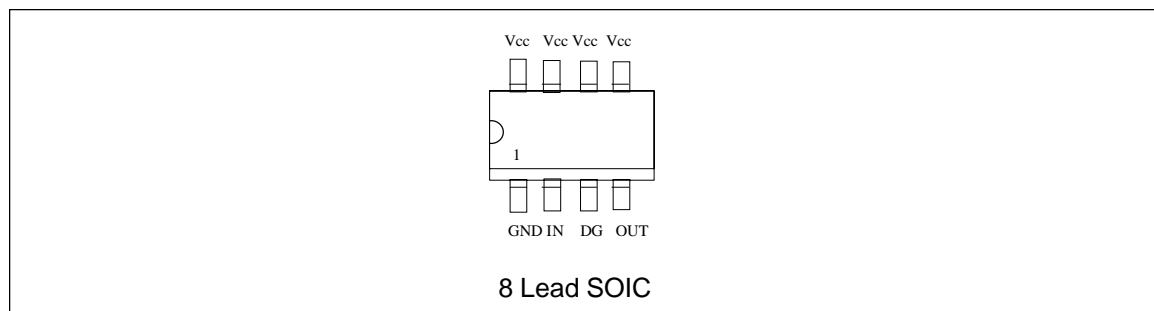 Vcc Vcc Vcc Vcc
1
GND IN DG OUT
8 Lead SOIC